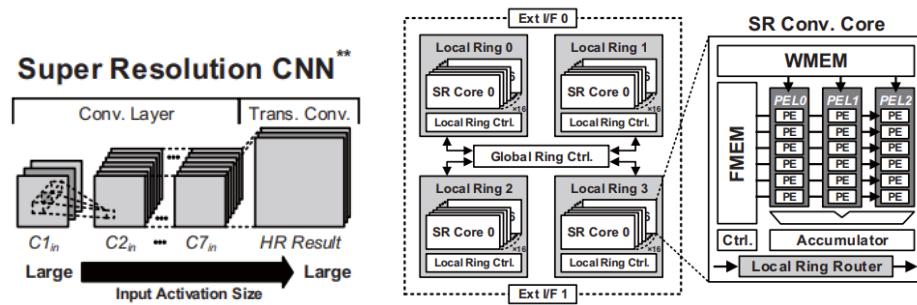 Super Resolution CNN**
Conv. Layer
Trans. Conv.
C1in
C2in
•••
C7in
HR Result
Large
Large
Input Activation Size
Ext I/F 0
Local Ring 0
SR Core 0
×16
Local Ring Ctrl.
Local Ring 1
SR Core 0
×16
Local Ring Ctrl.
Global Ring Ctrl.
Local Ring 2
SR Core 0
×16
Local Ring Ctrl.
Local Ring 3
SR Core 0
×16
Local Ring Ctrl.
Ext I/F 1
SR Conv. Core
WMEM
FMEM
PEL0 PEL1 PEL2
PE PE PE
PE PE PE
PE PE PE
PE PE PE
PE PE PE
PE PE PE
Ctrl.
Accumulator
Local Ring Router